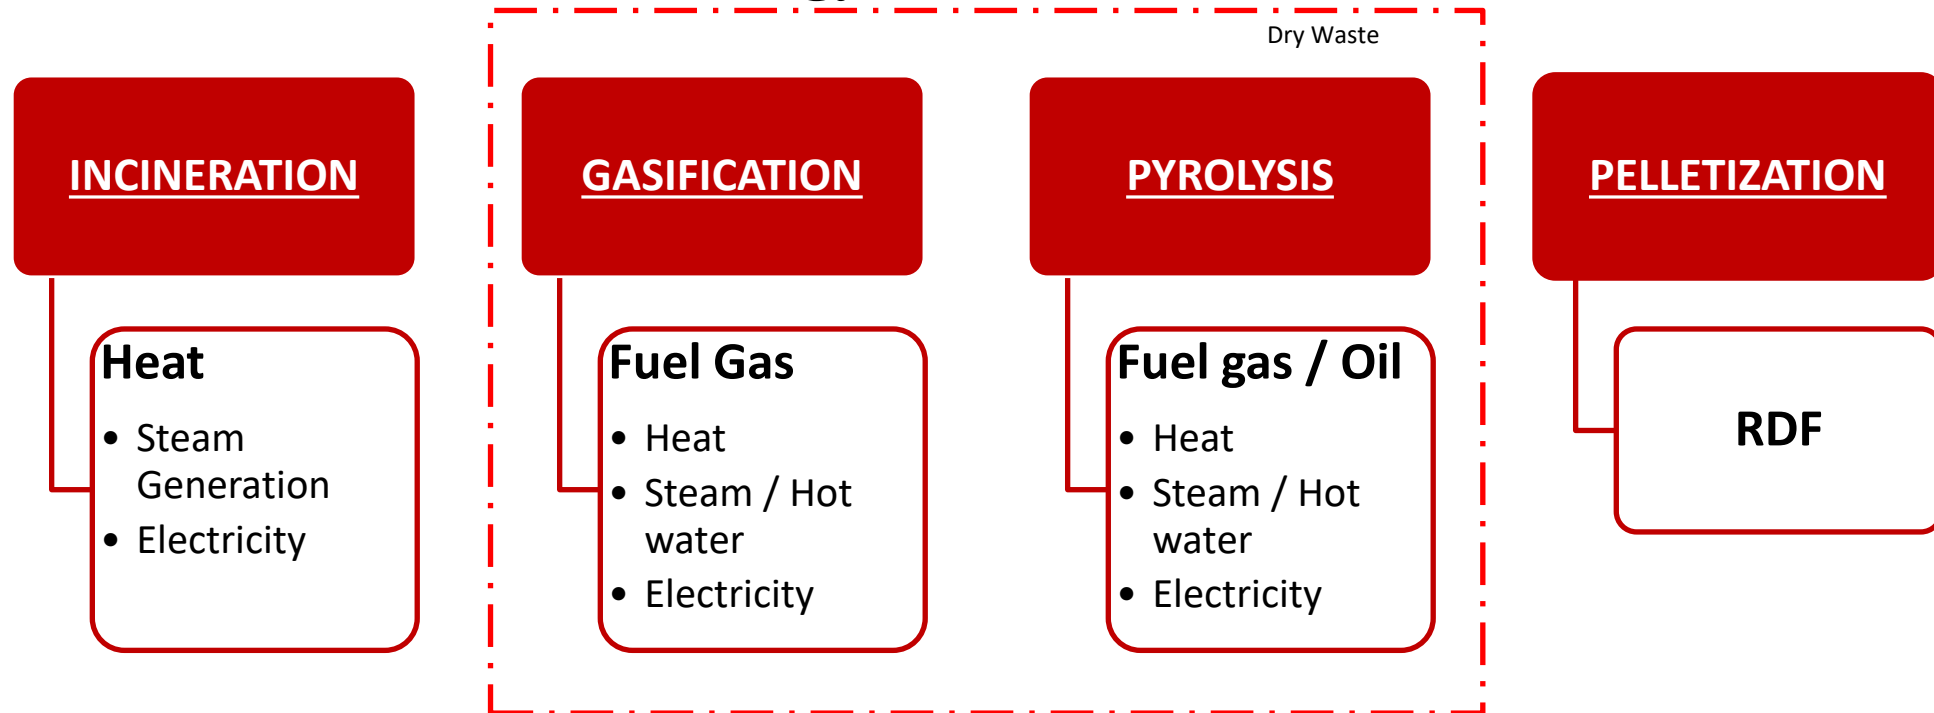 Dry Waste
INCINERATION
GASIFICATION
PYROLYSIS
PELLETIZATION
Heat
• Steam
Generation
• Electricity
Fuel Gas
• Heat
• Steam / Hot
water
• Electricity
Fuel gas / Oil
• Heat
• Steam / Hot
water
• Electricity
RDF